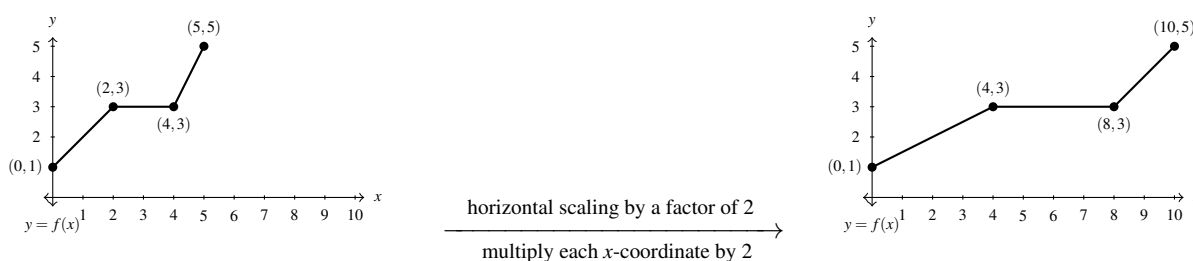 y
(5,5)
5
4
(2,3)
3
(4,3)
2
(0,1)
x
1 2 3 4 5 6 7 8 9 10
y = f(x)
horizontal scaling by a factor of 2
multiply each x-coordinate by 2
y
(10,5)
5
4
(4,3)
3
(8,3)
2
(0,1)
1 2 3 4 5 6 7 8 9 10
y = f(x)